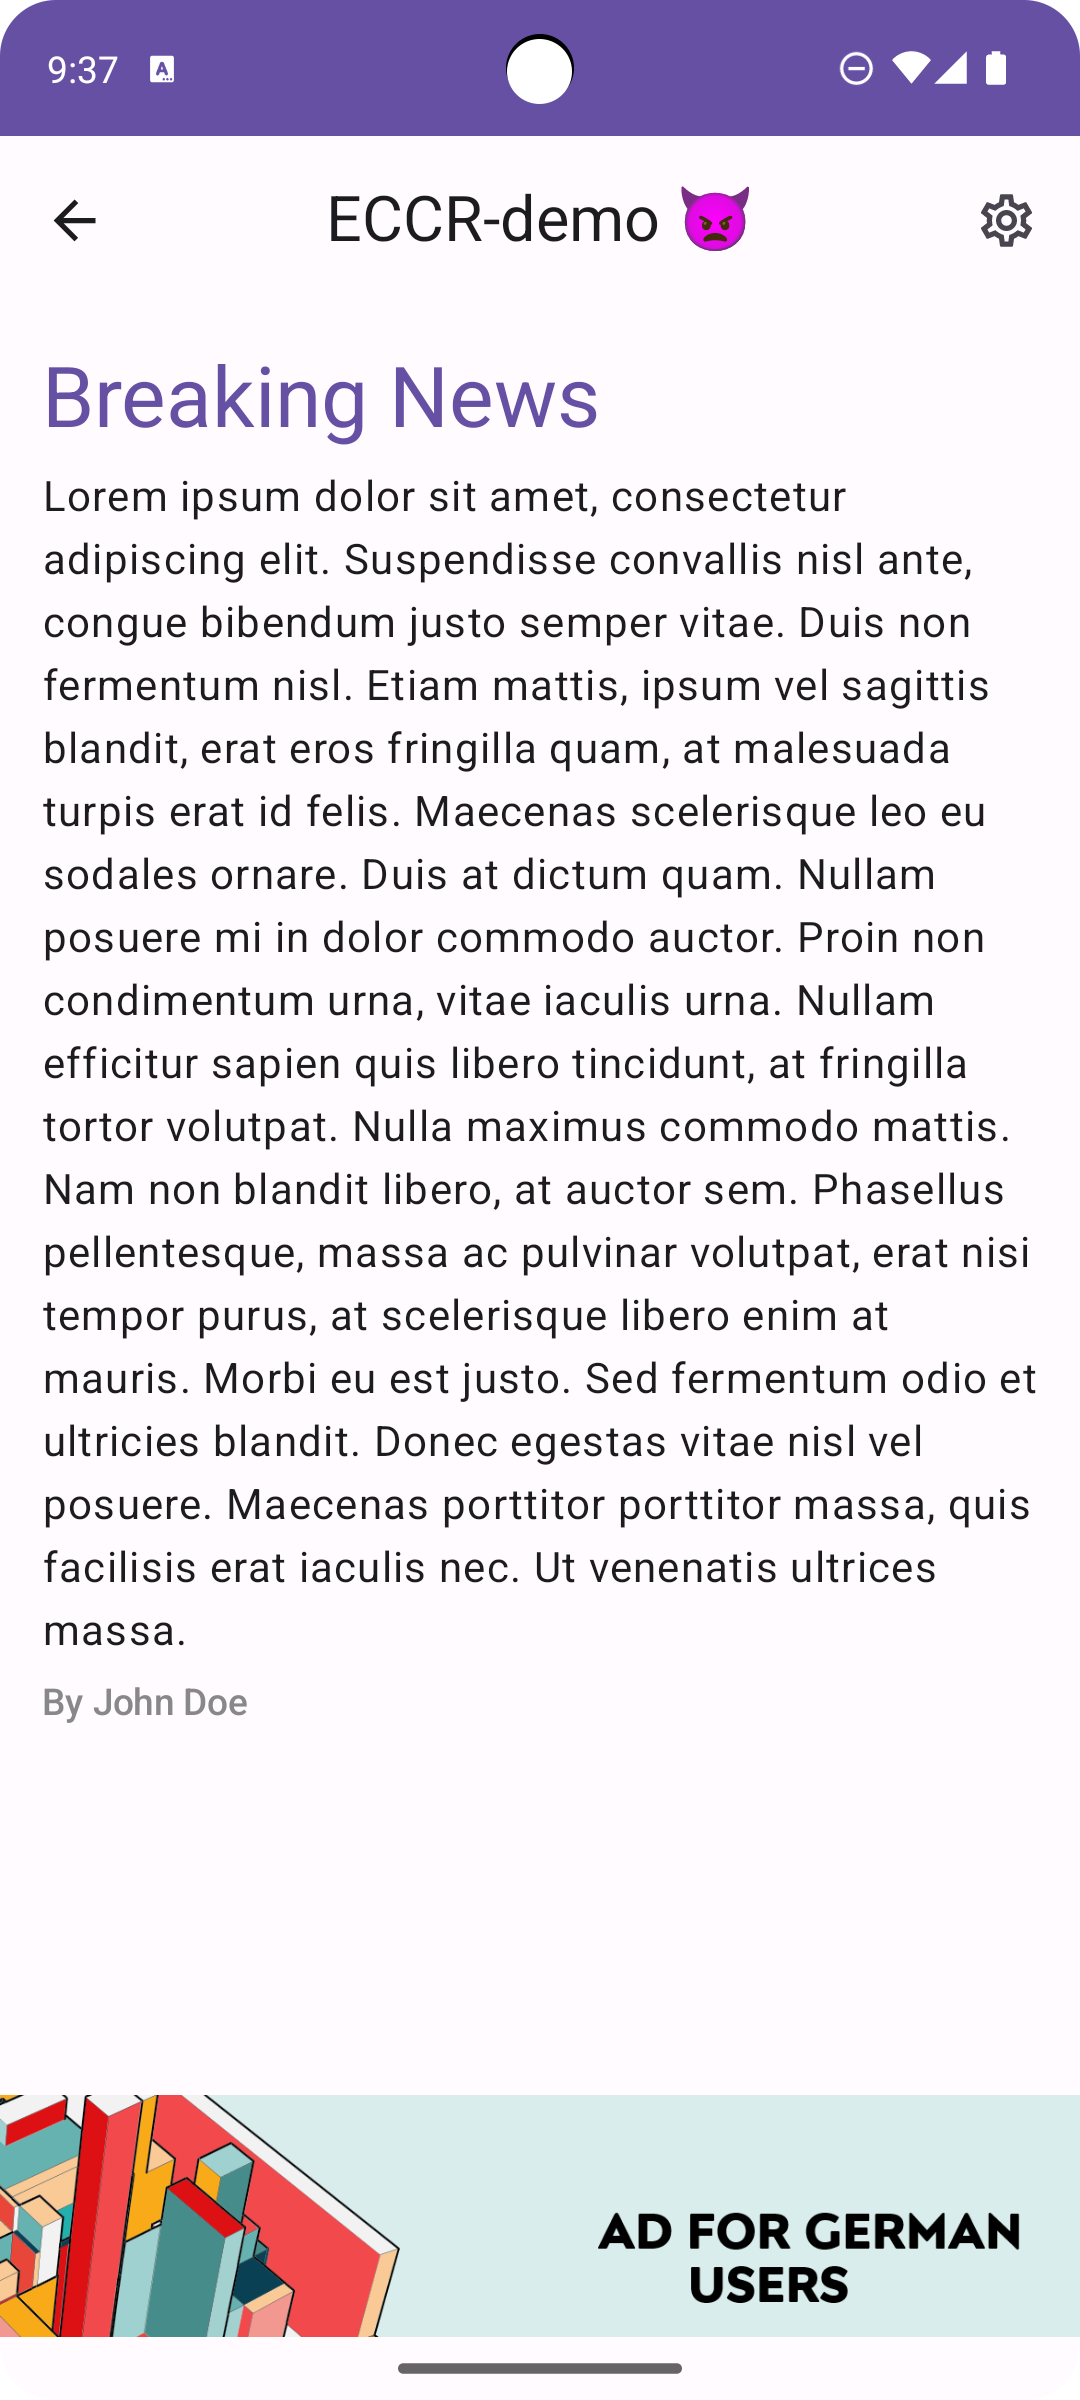 9:37
ECCR-demo 👿
Breaking News
Lorem ipsum dolor sit amet, consectetur
adipiscing elit. Suspendisse convallis nisl ante,
congue bibendum justo semper vitae. Duis non
fermentum nisl. Etiam mattis, ipsum vel sagittis
blandit, erat eros fringilla quam, at malesuada
turpis erat id felis. Maecenas scelerisque leo eu
sodales ornare. Duis at dictum quam. Nullam
posuere mi in dolor commodo auctor. Proin non
condimentum urna, vitae iaculis urna. Nullam
efficitur sapien quis libero tincidunt, at fringilla
tortor volutpat. Nulla maximus commodo mattis.
Nam non blandit libero, at auctor sem. Phasellus
pellentesque, massa ac pulvinar volutpat, erat nisi
tempor purus, at scelerisque libero enim at
mauris. Morbi eu est justo. Sed fermentum odio et
ultricies blandit. Donec egestas vitae nisl vel
posuere. Maecenas porttitor porttitor massa, quis
facilisis erat iaculis nec. Ut venenatis ultrices
massa.
By John Doe
AD FOR GERMAN
USERS